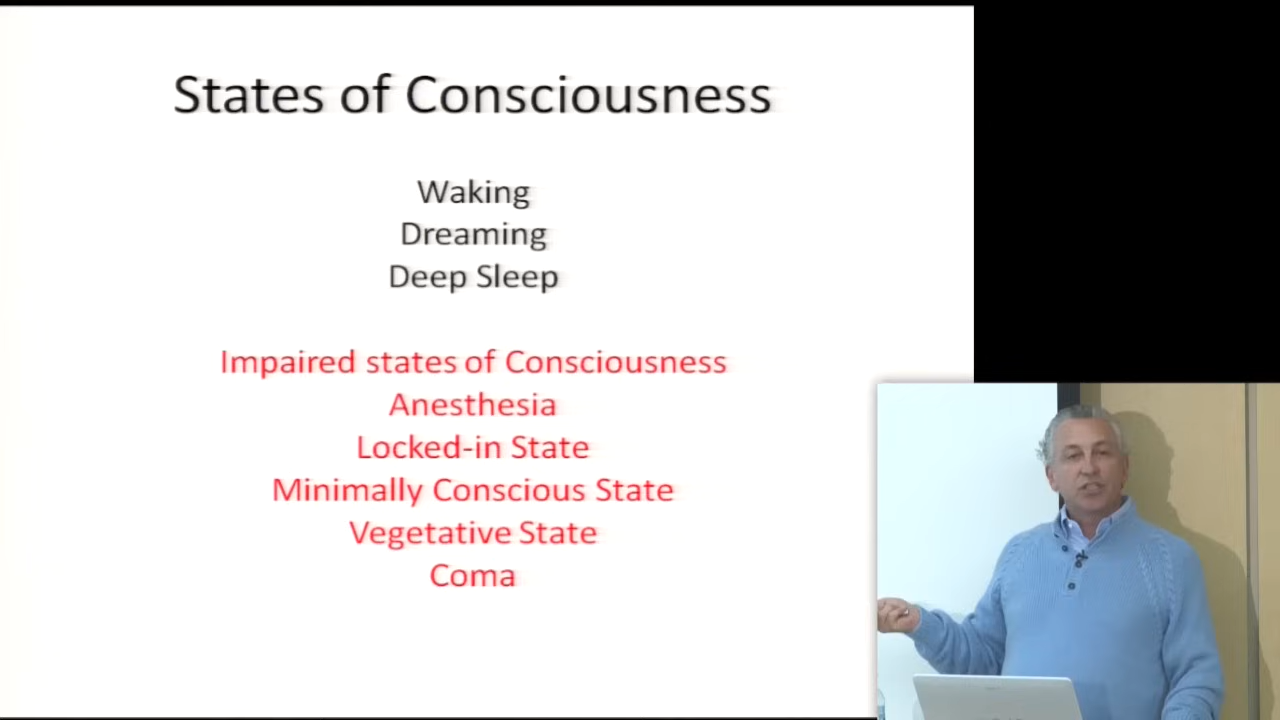 States of Consciousness
Waking
Dreaming
Deep Sleep
Impaired states of Consciousness
Anesthesia
Locked-in State
Minimally Conscious State
Vegetative State
Coma